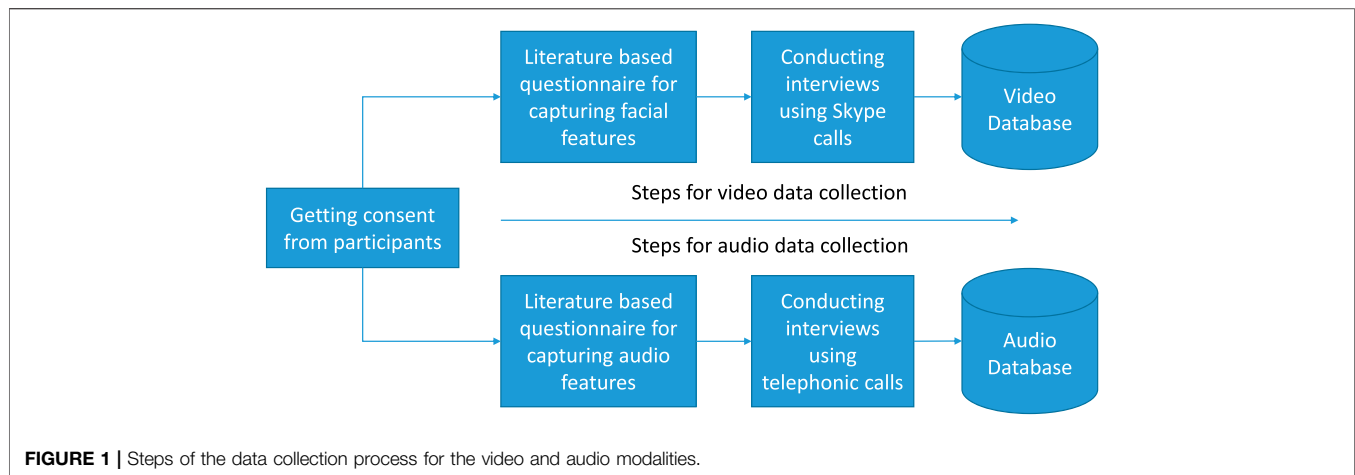 Literature based
questionnaire for
capturing facial
features
Conducting
interviews
using Skype
calls
Video
Database
Steps for video data collection
Getting consent
from participants
Steps for audio data collection
Literature based
questionnaire for
capturing audio
features
Conducting
interviews
using
telephonic calls
Audio
Database
FIGURE 1 | Steps of the data collection process for the video and audio modalities.